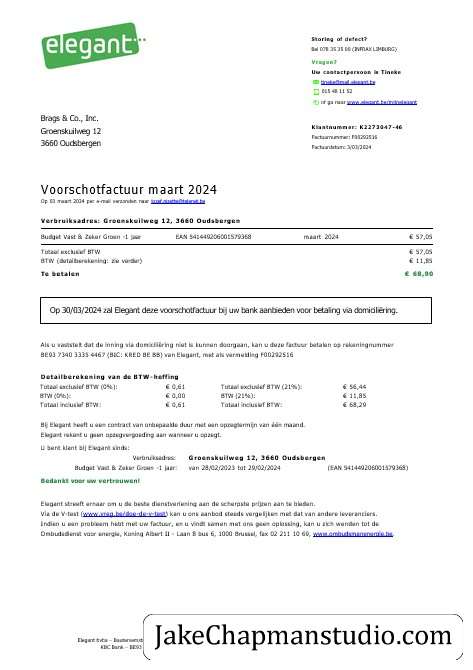 elegant
Storing of defect?
Bel 078 35 35 00 (INFRAX LIMBURG)
Vragen?
Uw contactpersoon is Tineke
tineke@mail.elegant.be
015 48 11 52
of ga naar www.elegant.be/mijnelegant
Brags & Co., Inc.
Groenskuilweg 12
3660 Oudsbergen
Klantnummer: K2273047-46
Factuurnummer: F00292516
Factuurdatum: 3/03/2024
Voorschotfactuur maart 2024
Op 03 maart 2024 per e-mail verzonden naar
Verbruiksadres: Groenskuilweg 12, 3660 Oudsbergen
Budget Vast & Zeker Groen -1 jaar EAN 541449206001579368 maart 2024 € 57,05
Totaal exclusief BTW € 57,05
BTW (detailberekening: zie verder) € 11,85
Te betalen € 68,90
Op 30/03/2024 zal Elegant deze voorschotfactuur bij uw bank aanbieden voor betaling via domiciliëring.
Als u vaststelt dat de inning via domiciliëring niet is kunnen doorgaan, kan u deze factuur betalen op rekeningnummer
BE93 7340 3335 4467 (BIC: KRED BE BB) van Elegant, met als vermelding F00292516
Detailberekening van de BTW-heffing
Totaal exclusief BTW (0%): € 0,61 Totaal exclusief BTW (21%): € 56,44
BTW (0%): € 0,00 BTW (21%): € 11,85
Totaal inclusief BTW: € 0,61 Totaal inclusief BTW: € 68,29
Bij Elegant heeft u een contract van onbepaalde duur met een opzegtermijn van één maand.
Elegant rekent u geen opzegvergoeding aan wanneer u opzegt.
U bent klant bij Elegant sinds:
Verbruiksadres: Groenskuilweg 12, 3660 Oudsbergen
Budget Vast & Zeker Groen -1 jaar: van 28/02/2023 tot 29/02/2024 (EAN 541449206001579368)
Bedankt voor uw vertrouwen!
Elegant streeft ernaar om u de beste dienstverlening aan de scherpste prijzen aan te bieden.
Via de V-test (www.vreg.be/doe-de-v-test) kan u ons aanbod steeds vergelijken met dat van andere leveranciers.
Indien u een probleem hebt met uw factuur, en u vindt samen met ons geen oplossing, kan u zich wenden tot de
Ombudsdienst voor energie, Koning Albert II – Laan 8 bus 6, 1000 Brussel, fax 02 211 10 69, www.ombudsmanenergie.be.
Elegant bvba –
KBC Bank – BE93
JakeChapmanstudio.com